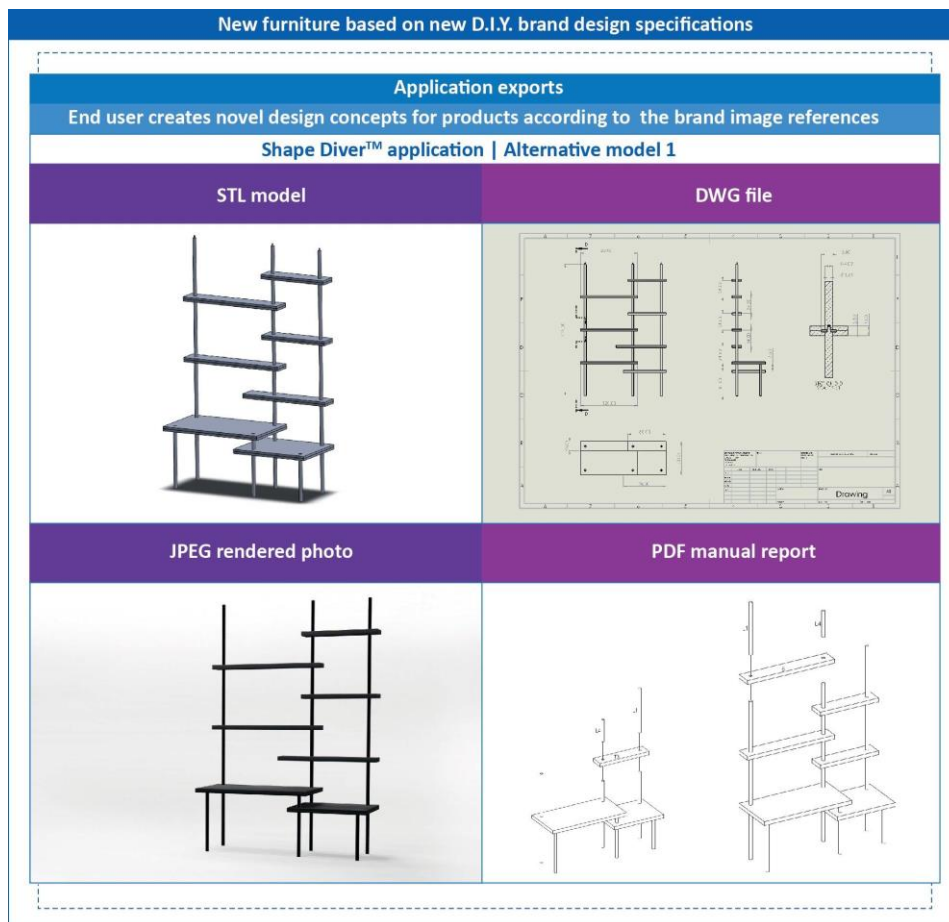 New furniture based on new D.I.Y. brand design specifications
Application exports
End user creates novel design concepts for products according to the brand image references
Shape Diver™ application | Alternative model 1
STL model
DWG file
Drawing
JPEG rendered photo
PDF manual report